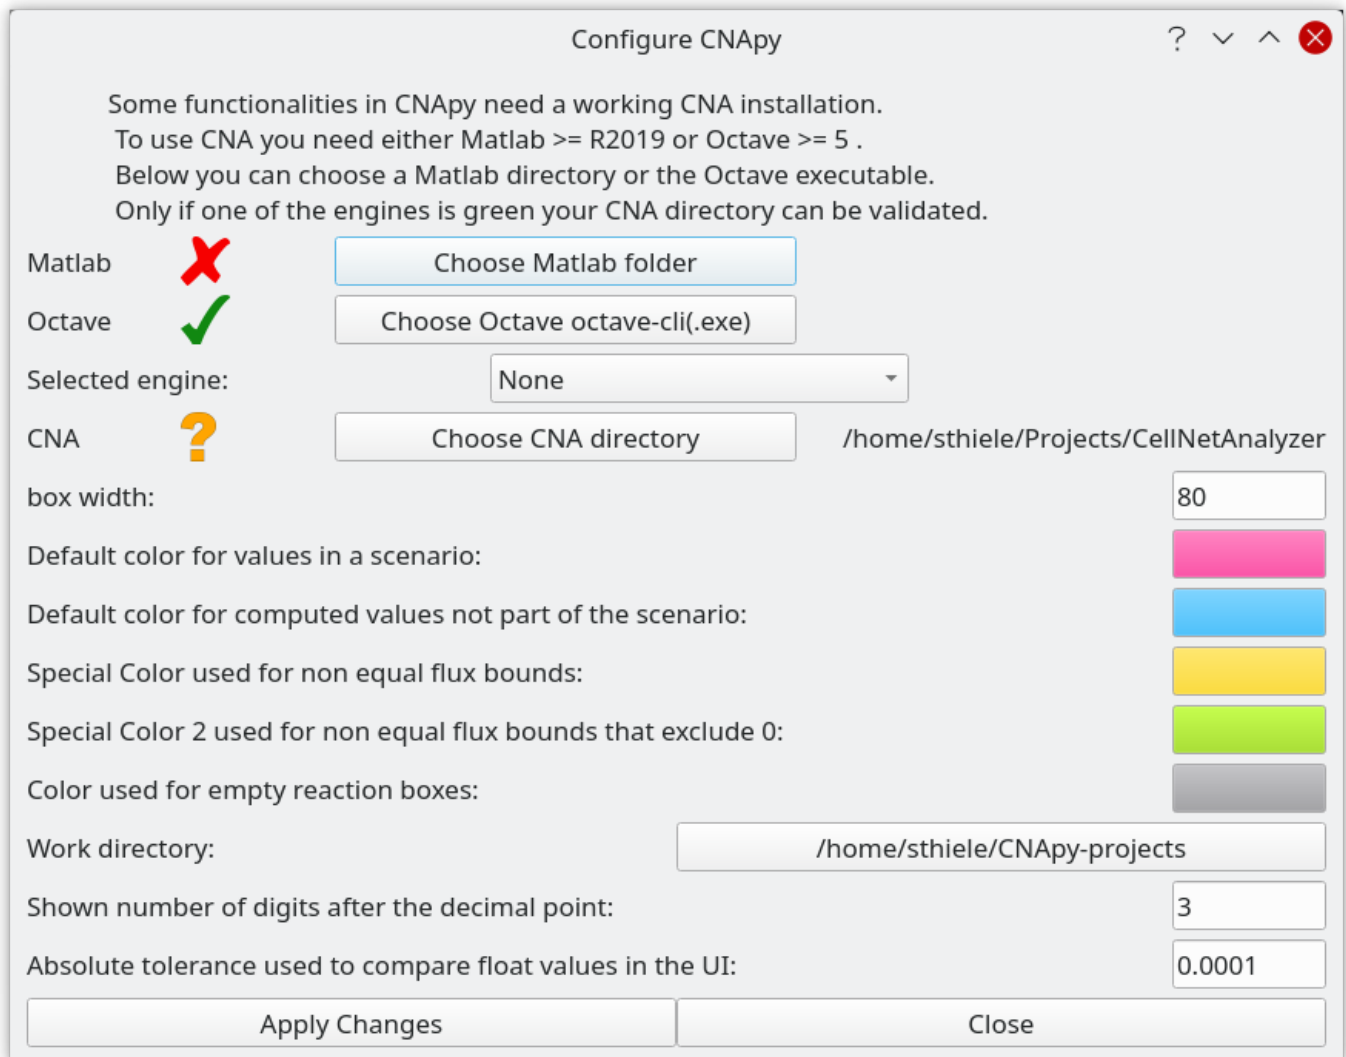 Configure CNApy
Some functionalities in CNApy need a working CNA installation.
To use CNA you need either Matlab >= R2019 or Octave >= 5 .
Below you can choose a Matlab directory or the Octave executable.
Only if one of the engines is green your CNA directory can be validated.
Matlab Choose Matlab folder
Octave Choose Octave octave-cli(.exe)
Selected engine: None
CNA ? Choose CNA directory /home/sthiele/Projects/CellNetAnalyzer
box width: 80
Default color for values in a scenario:
Default color for computed values not part of the scenario:
Special Color used for non equal flux bounds:
Special Color 2 used for non equal flux bounds that exclude 0:
Color used for empty reaction boxes:
Work directory: /home/sthiele/CNApy-projects
Shown number of digits after the decimal point: 3
Absolute tolerance used to compare float values in the UI: 0.0001
Apply Changes Close